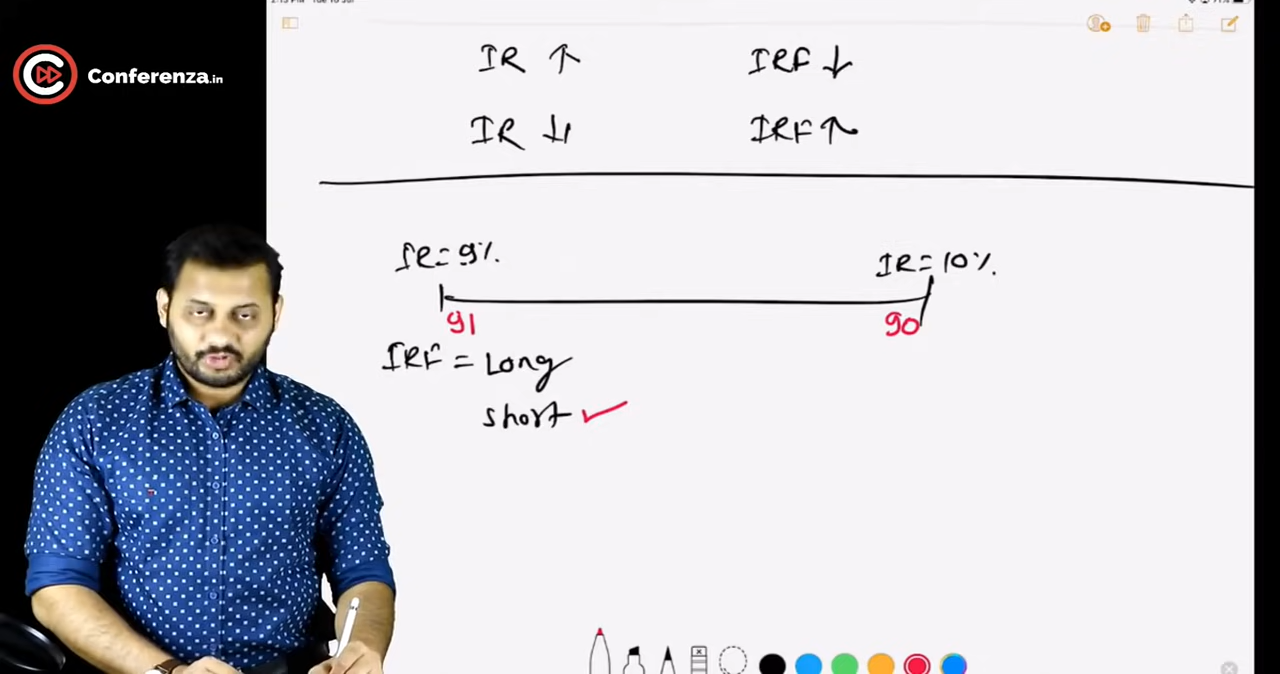 Conferenza.in
IR ↑ IRF ↓
IR ↓ IRF ↑
IR = 9% IR = 10%
91 90
IRF = Long
short ✓